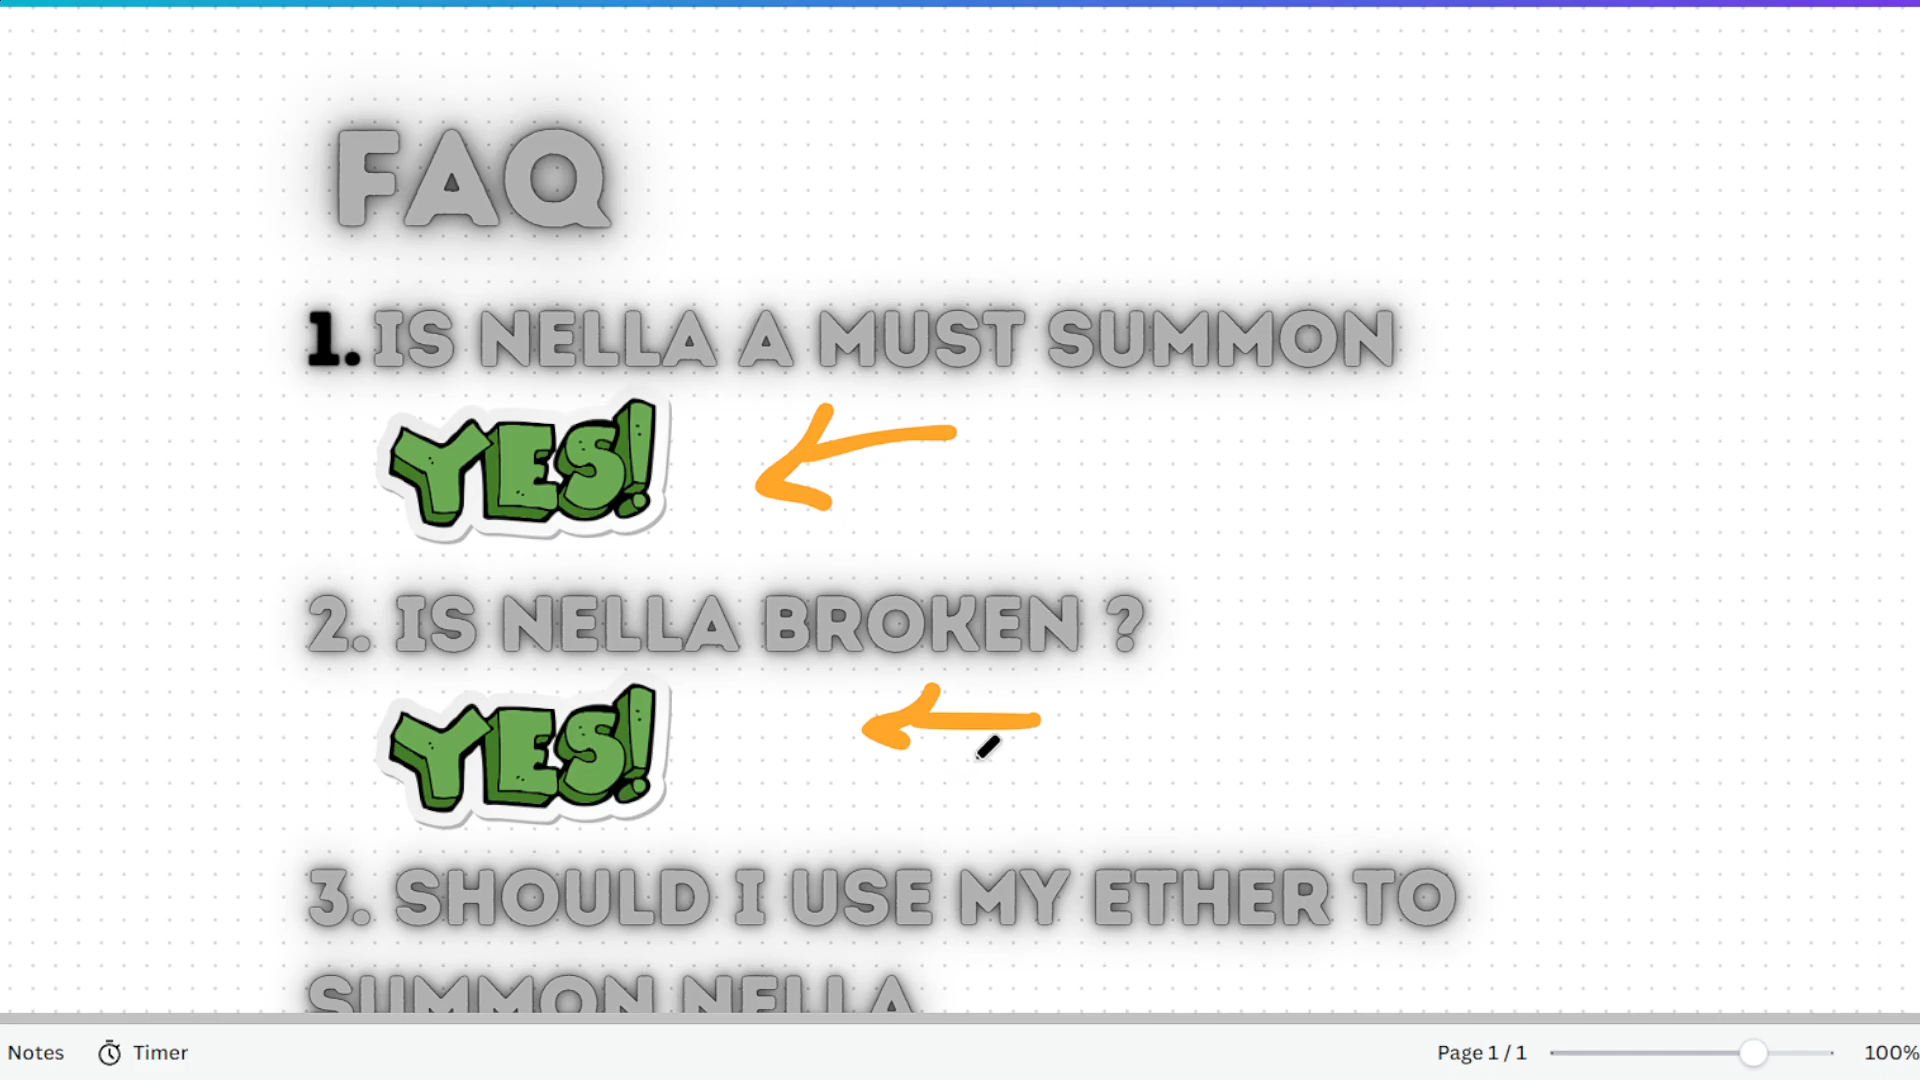 FAQ
1. IS NELLA A MUST SUMMON
YES!
2. IS NELLA BROKEN ?
YES!
3. SHOULD I USE MY ETHER TO
SUMMON NELLA
Notes Timer Page 1 / 1 100%